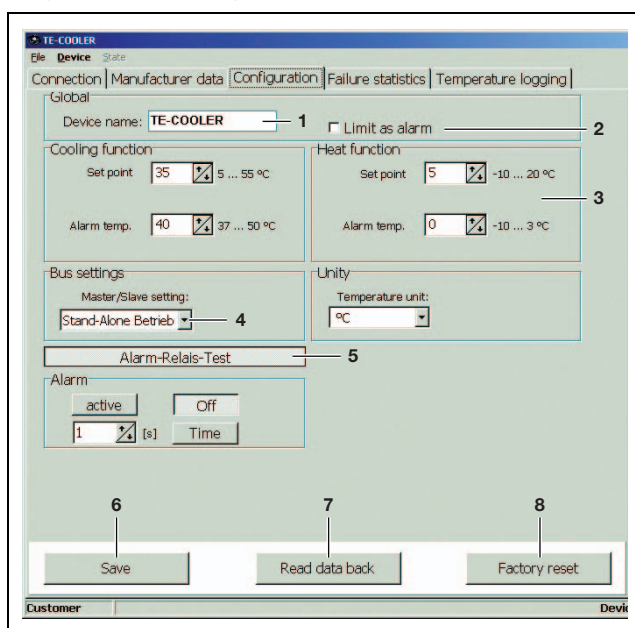 TE-COOLER
File Device State
Connection Manufacturer data Configuration Failure statistics Temperature logging
Global
Device name: TE-COOLER 1 Limit as alarm 2
Cooling function Heat function
Set point 35 5 ... 55 ºC Set point 5 -10 ... 20 ºC
3
Alarm temp. 40 37 ... 50 ºC Alarm temp. 0 -10 ... 3 ºC
Bus settings Unity
Master/Slave setting: Temperature unit:
Stand-Alone Betrieb 4 ºC
Alarm-Relais-Test 5
Alarm
active Off
1 [s] Time
6 7 8
Save Read data back Factory reset
Customer